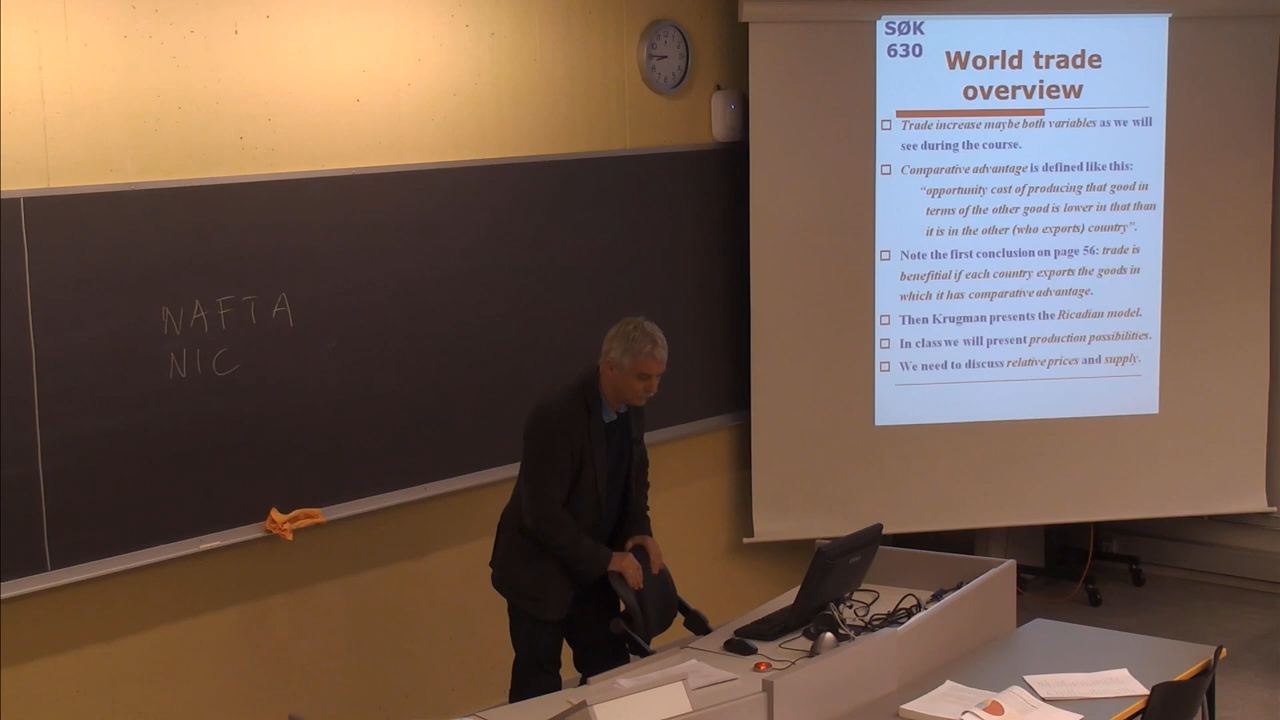 NAFTA
NIC
SØK
630
World trade
overview
Trade increase maybe both variables as we will
see during the course.
Comparative advantage is defined like this:
“opportunity cost of producing that good in
terms of the other good is lower in that than
it is in the other (who exports) country”.
Note the first conclusion on page 56: trade is
benefitial if each country exports the goods in
which it has comparative advantage.
Then Krugman presents the Ricadian model.
In class we will present production possibilities.
We need to discuss relative prices and supply.